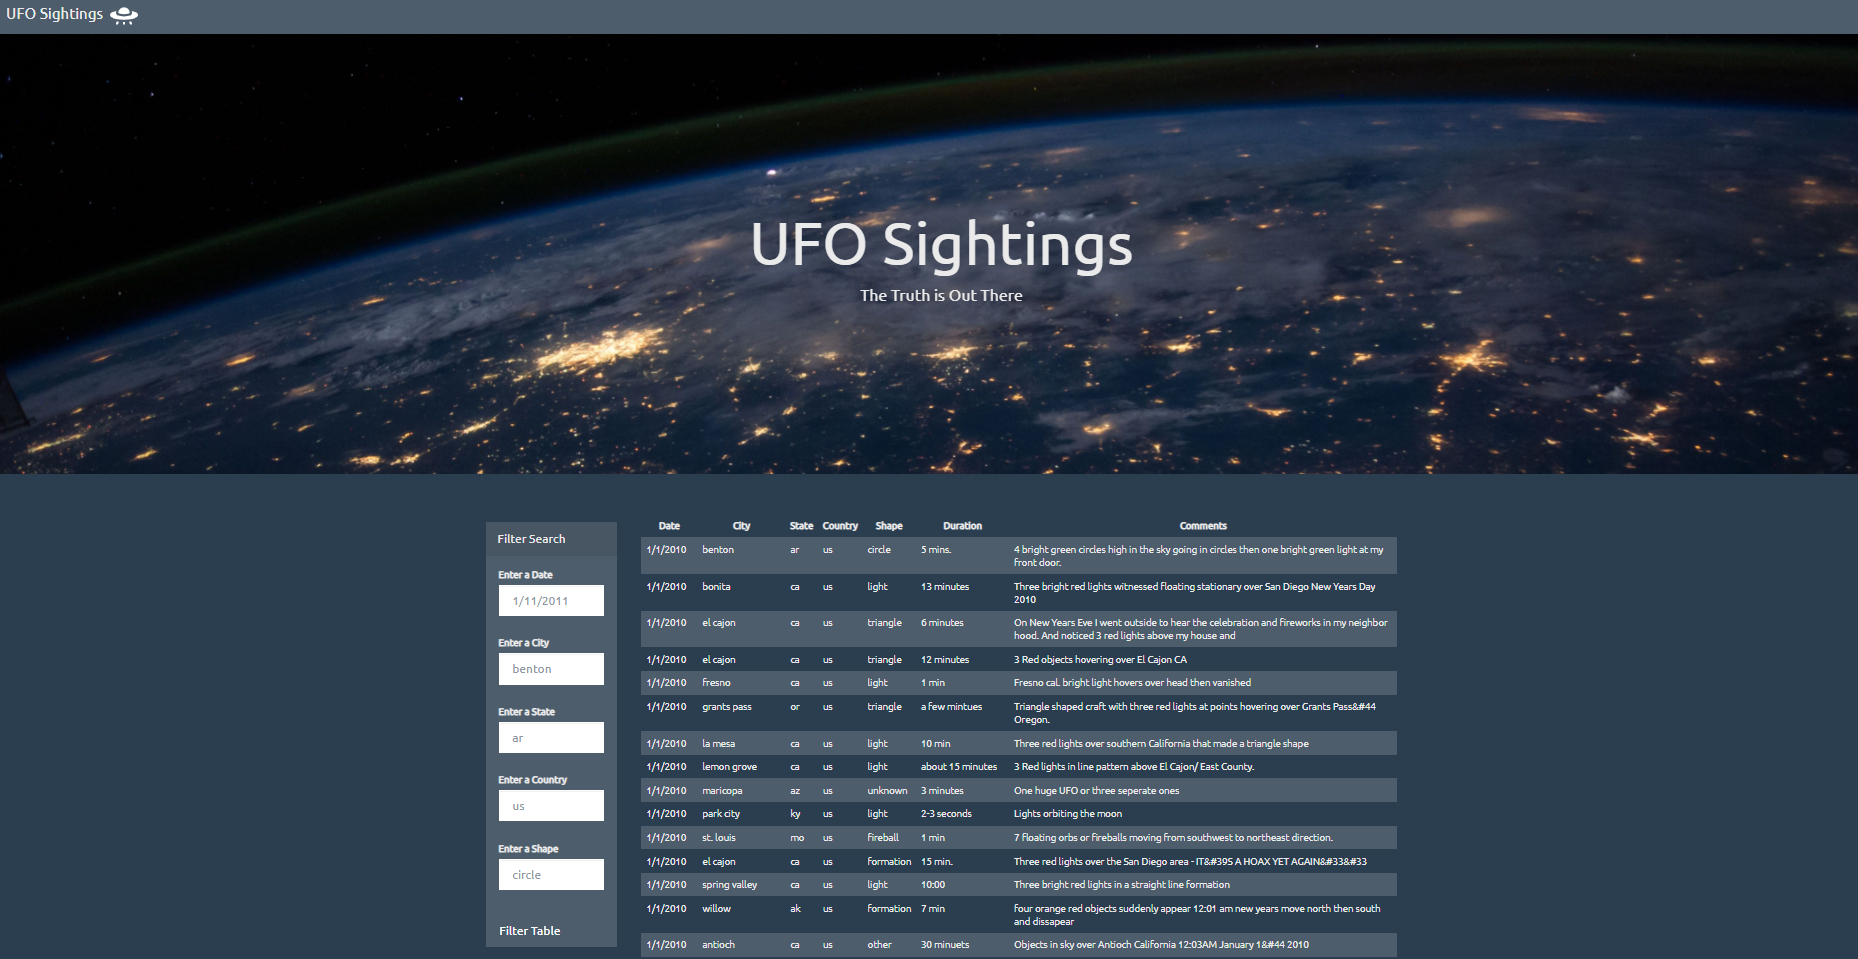 UFO Sightings
UFO Sightings
The Truth is Out There
Filter Search
Enter a Date
1/11/2011
Enter a City
benton
Enter a State
ar
Enter a Country
us
Enter a Shape
circle
Filter Table
Date City State Country Shape Duration Comments
1/1/2010 benton ar us circle 5 mins. 4 bright green circles high in the sky going in circles then one bright green light at my
front door.
1/1/2010 bonita ca us light 13 minutes Three bright red lights witnessed floating stationary over San Diego New Years Day
2010
1/1/2010 el cajon ca us triangle 6 minutes On New Years Eve I went outside to hear the celebration and fireworks in my neighbor
hood. And noticed 3 red lights above my house and
1/1/2010 el cajon ca us triangle 12 minutes 3 Red objects hovering over El Cajon CA
1/1/2010 fresno ca us light 1 min Fresno cal. bright light hovers over head then vanished
1/1/2010 grants pass or us triangle a few mintues Triangle shaped craft with three red lights at points hovering over Grants Pass&#44
Oregon.
1/1/2010 la mesa ca us light 10 min Three red lights over southern California that made a triangle shape
1/1/2010 lemon grove ca us light about 15 minutes 3 Red lights in line pattern above El Cajon/ East County.
1/1/2010 maricopa az us unknown 3 minutes One huge UFO or three seperate ones
1/1/2010 park city ky us light 2-3 seconds Lights orbiting the moon
1/1/2010 st. louis mo us fireball 1 min 7 floating orbs or fireballs moving from southwest to northeast direction.
1/1/2010 el cajon ca us formation 15 min. Three red lights over the San Diego area - IT&#39S A HOAX YET AGAIN&#33&#33
1/1/2010 spring valley ca us light 10:00 Three bright red lights in a straight line formation
1/1/2010 willow ak us formation 7 min four orange red objects suddenly appear 12:01 am new years move north then south
and dissapear
1/1/2010 antioch ca us other 30 minuets Objects in sky over Antioch California 12:03AM January 1&#44 2010